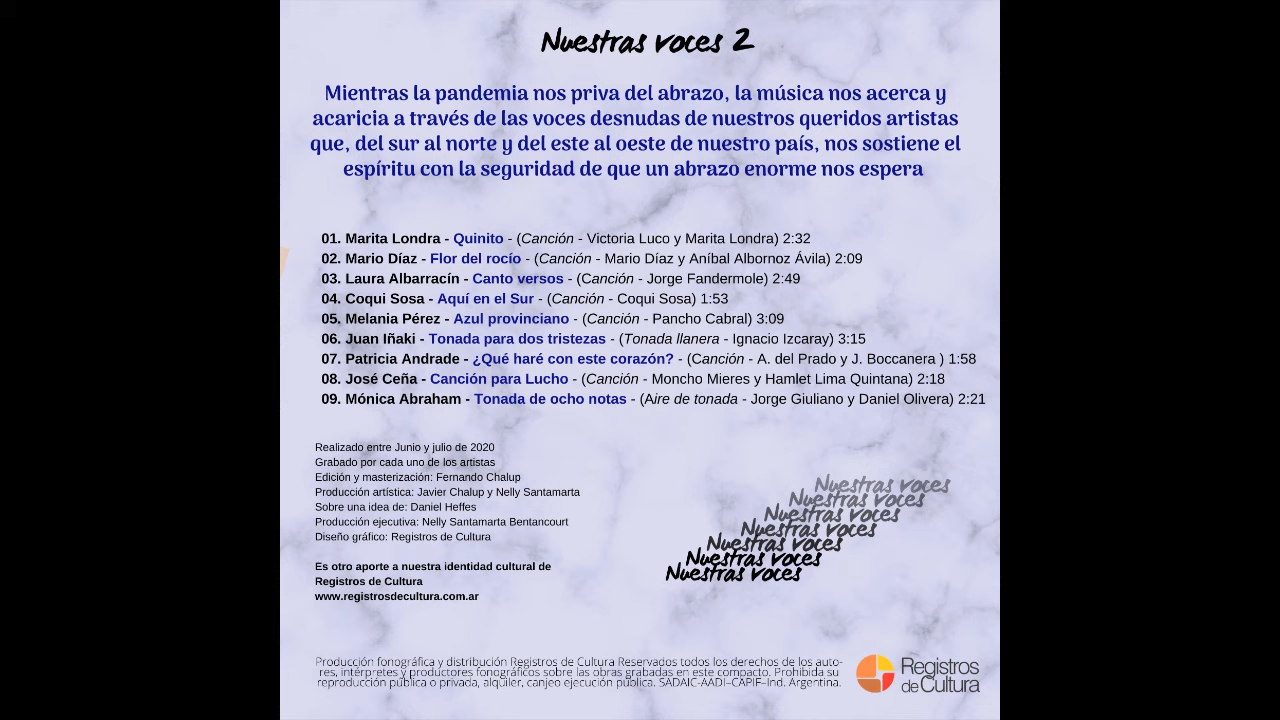 Nuestras voces 2
Mientras la pandemia nos priva del abrazo, la música nos acerca y
acaricia a través de las voces desnudas de nuestros queridos artistas
que, del sur al norte y del este al oeste de nuestro país, nos sostiene el
espíritu con la seguridad de que un abrazo enorme nos espera
01. Marita Londra - Quinito - (Canción - Victoria Luco y Marita Londra) 2:32
02. Mario Díaz - Flor del rocío - (Canción - Mario Díaz y Aníbal Albornoz Ávila) 2:09
03. Laura Albarracín - Canto versos - (Canción - Jorge Fandermole) 2:49
04. Coqui Sosa - Aquí en el Sur - (Canción - Coqui Sosa) 1:53
05. Melania Pérez - Azul provinciano - (Canción - Pancho Cabral) 3:09
06. Juan Iñaki - Tonada para dos tristezas - (Tonada llanera - Ignacio Izcaray) 3:15
07. Patricia Andrade - ¿Qué haré con este corazón? - (Canción - A. del Prado y J. Boccanera ) 1:58
08. José Ceña - Canción para Lucho - (Canción - Moncho Mieres y Hamlet Lima Quintana) 2:18
09. Mónica Abraham - Tonada de ocho notas - (Aire de tonada - Jorge Giuliano y Daniel Olivera) 2:21
Realizado entre Junio y julio de 2020
Grabado por cada uno de los artistas
Edición y masterización: Fernando Chalup
Producción artística: Javier Chalup y Nelly Santamarta
Sobre una idea de: Daniel Heffes
Producción ejecutiva: Nelly Santamarta Bentancourt
Diseño gráfico: Registros de Cultura
Es otro aporte a nuestra identidad cultural de
Registros de Cultura
www.registrosdecultura.com.ar
Nuestras voces
Nuestras voces
Nuestras voces
Nuestras voces
Nuestras voces
Nuestras voces
Nuestras voces
Producción fonográfica y distribución Registros de Cultura Reservados todos los derechos de los auto-
res, intérpretes y productores fonográficos sobre las obras grabadas en este compacto. Prohibida su
reproducción pública o privada, alquiler, canjeo ejecución pública. SADAIC-AADI-CAPIF-Ind. Argentina.
Registros
de Cultura